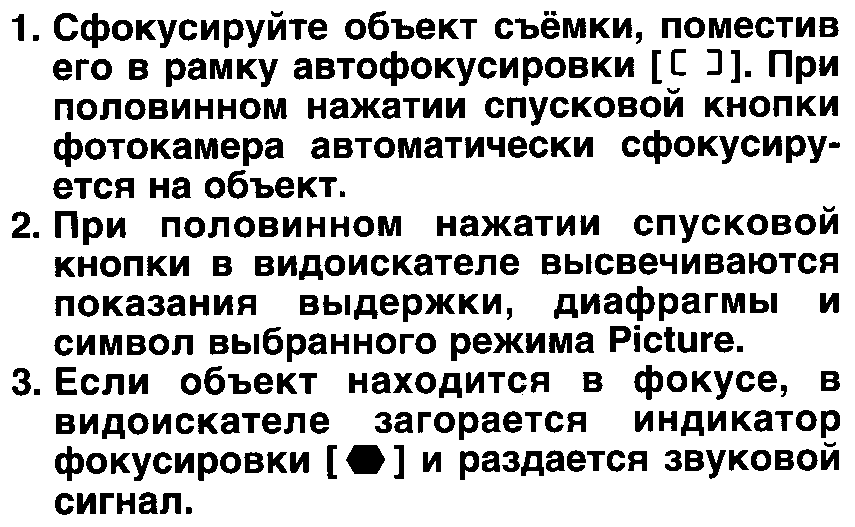 1. Сфокусируйте объект съёмки, поместив
его в рамку автофокусировки [⊏ ⊐]. При
половинном нажатии спусковой кнопки
фотокамера автоматически сфокусиру-
ется на объект.
2. При половинном нажатии спусковой
кнопки в видоискателе высвечиваются
показания выдержки, диафрагмы и
символ выбранного режима Picture.
3. Если объект находится в фокусе, в
видоискателе загорается индикатор
фокусировки [⬣] и раздается звуковой
сигнал.